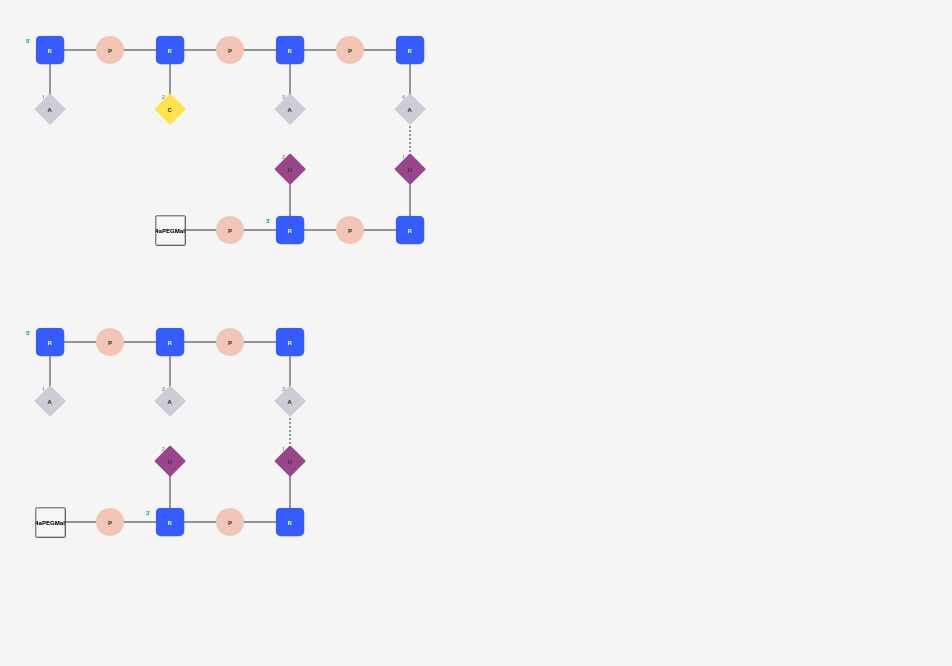 5' R P R P R P R
1 2 3 4
A C A A
2 1
U U
3'
4aPEGMal P R P R
5' R P R P R
1 2 3
A A A
2 1
U U
3'
4aPEGMal P R P R